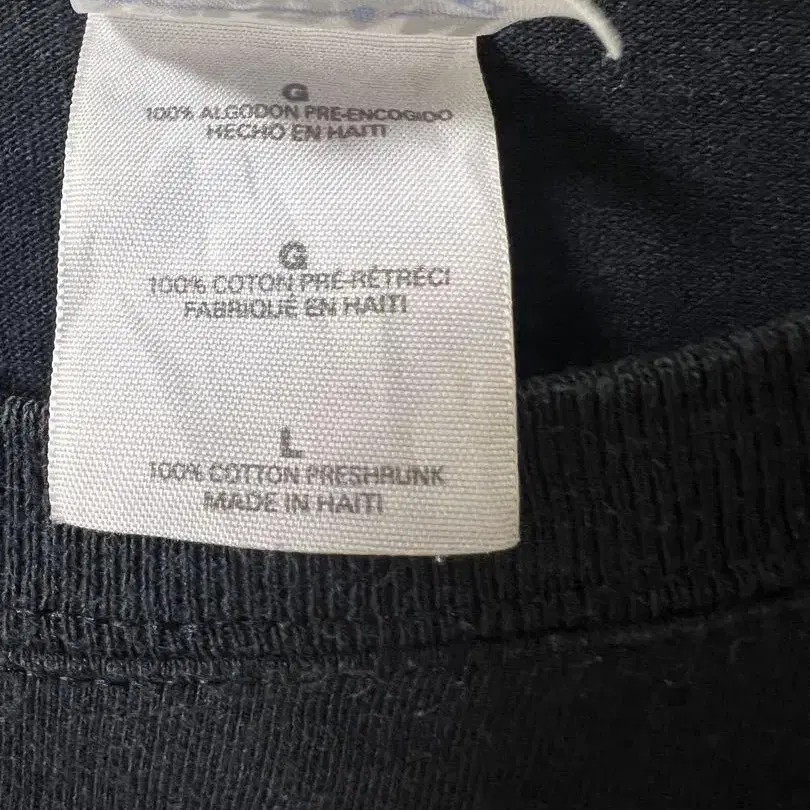 G
100% ALGODON PRE-ENCOGIDO
HECHO EN HAITI
G
100% COTON PRÉ-RÉTRÉCI
FABRIQUÉ EN HAITI
L
100% COTTON PRESHRUNK
MADE IN HAITI